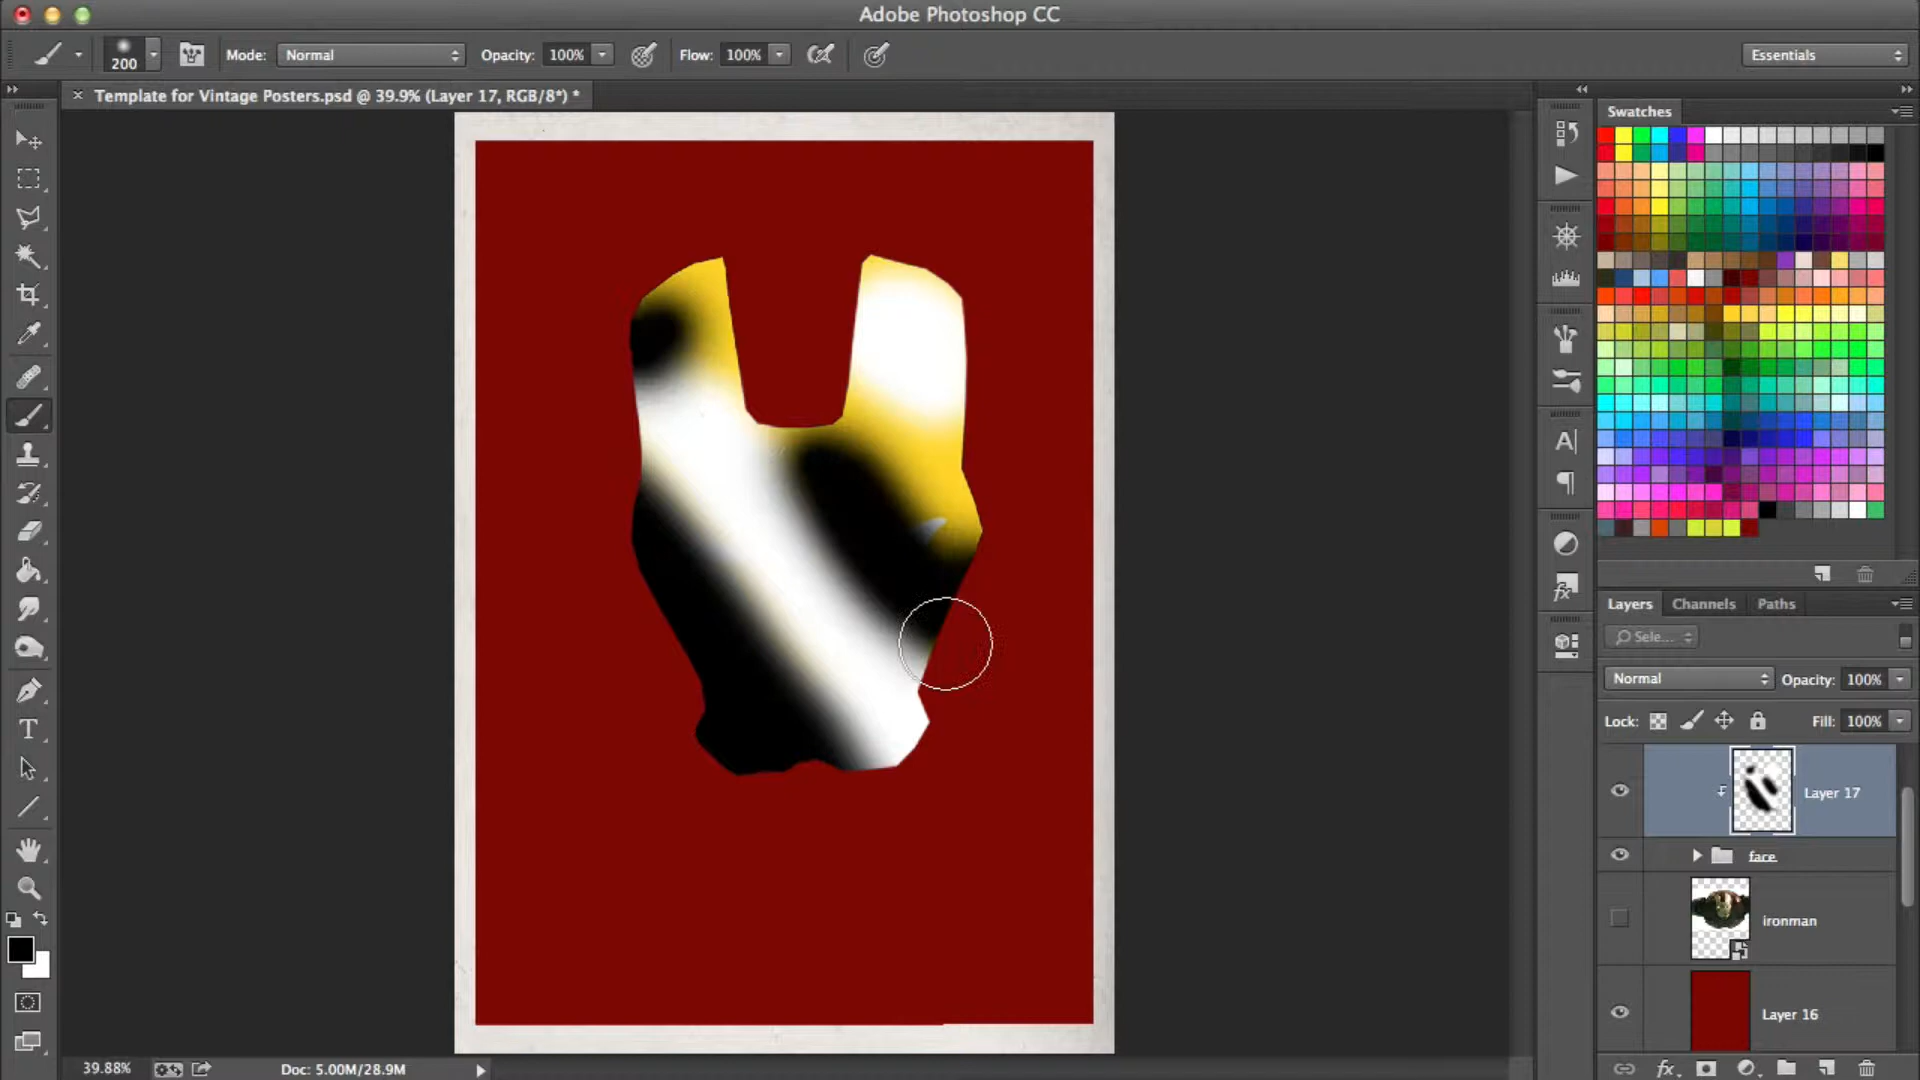 Adobe Photoshop CC
200
Mode: Normal Opacity: 100% Flow: 100% Essentials
× Template for Vintage Posters.psd @ 39.9% (Layer 17, RGB/8*) *
Swatches
Layers Channels Paths
Sele...
Normal Opacity: 100%
Lock: Fill: 100%
Layer 17
face
ironman
Layer 16
39.88% Doc: 5.00M/28.9M